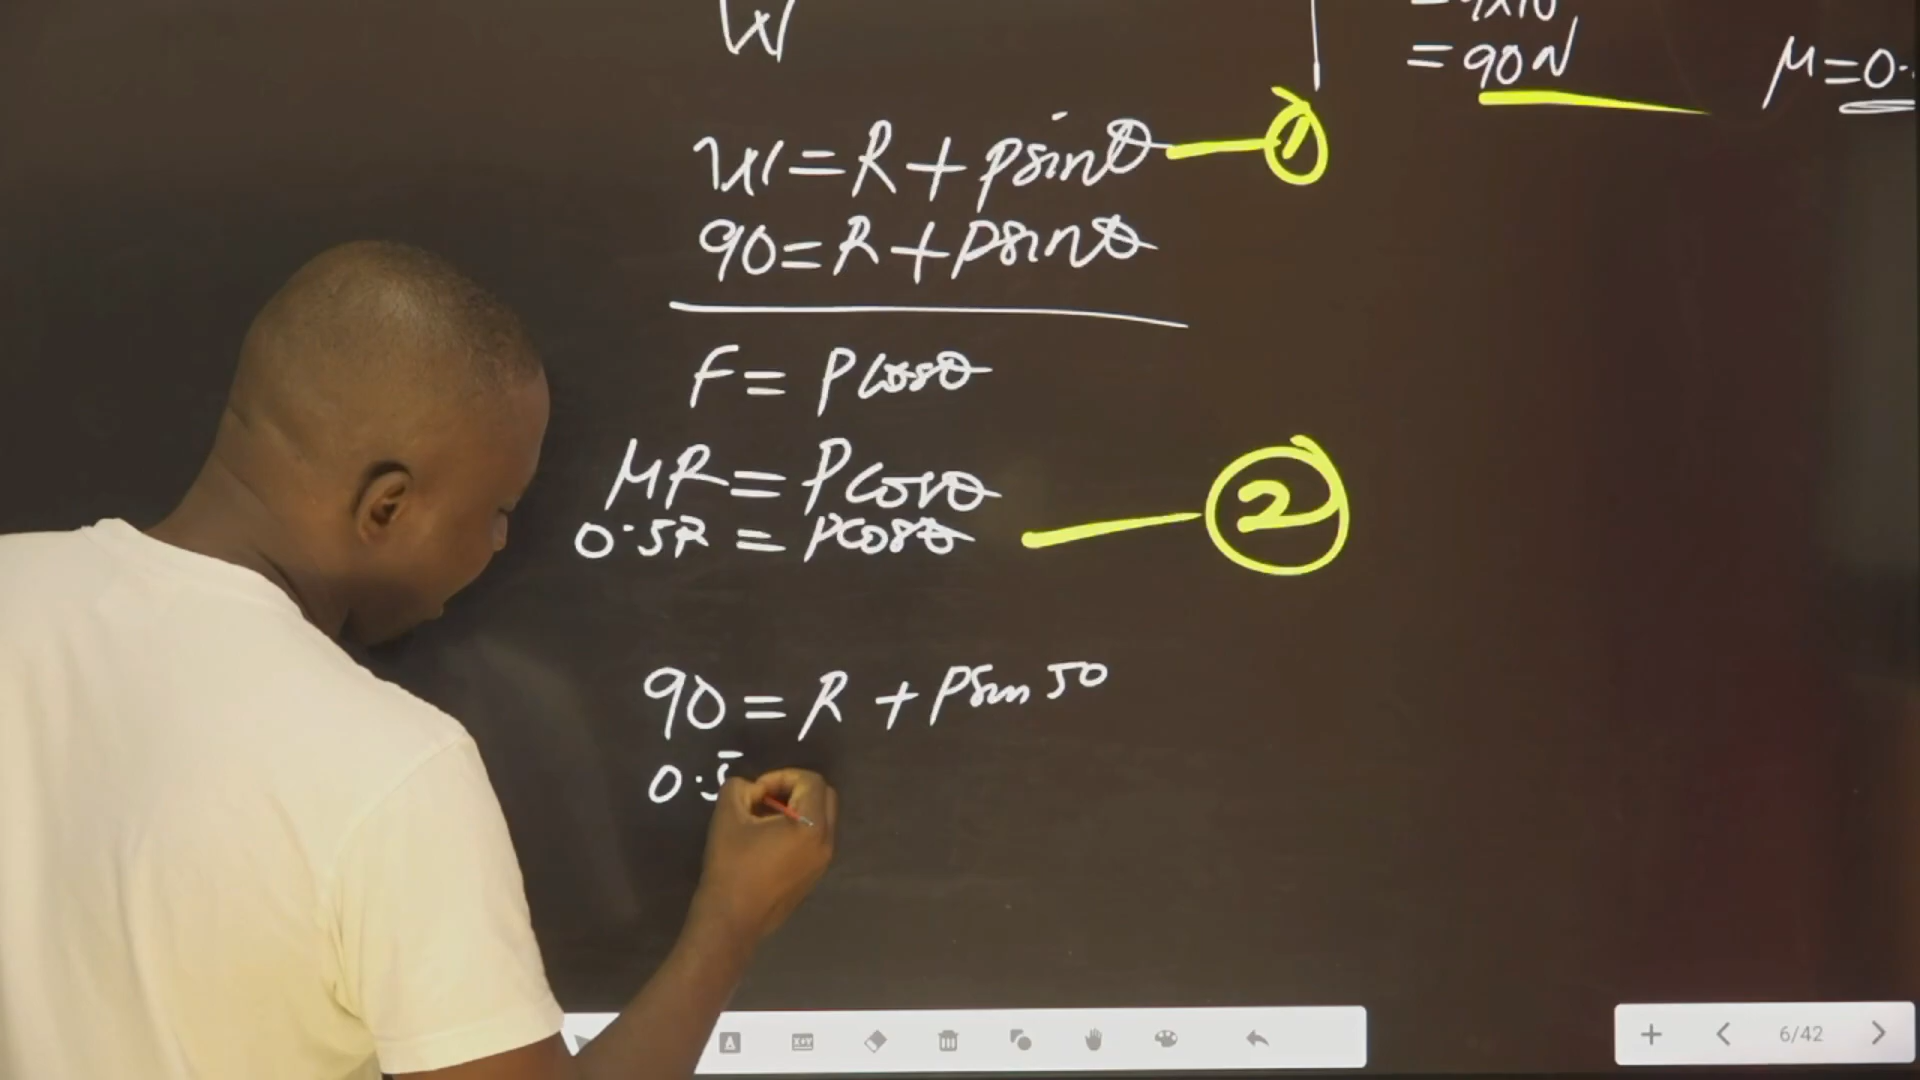 W
= 90N
μ=0.
W=R+Psinθ ①
90=R+Psinθ
F= Pcosθ
μR=Pcosθ
0.5R = Pcosθ ②
90=R+Psin50
0.5
6/42